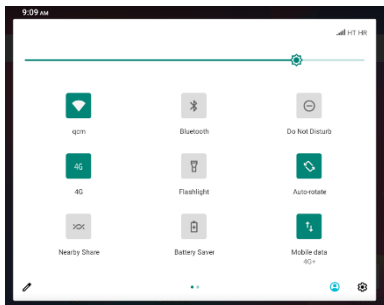 9:09 AM
HT HR
qcm
Bluetooth
Do Not Disturb
4G
4G
Flashlight
Auto-rotate
Nearby Share
Battery Saver
Mobile data
4G+